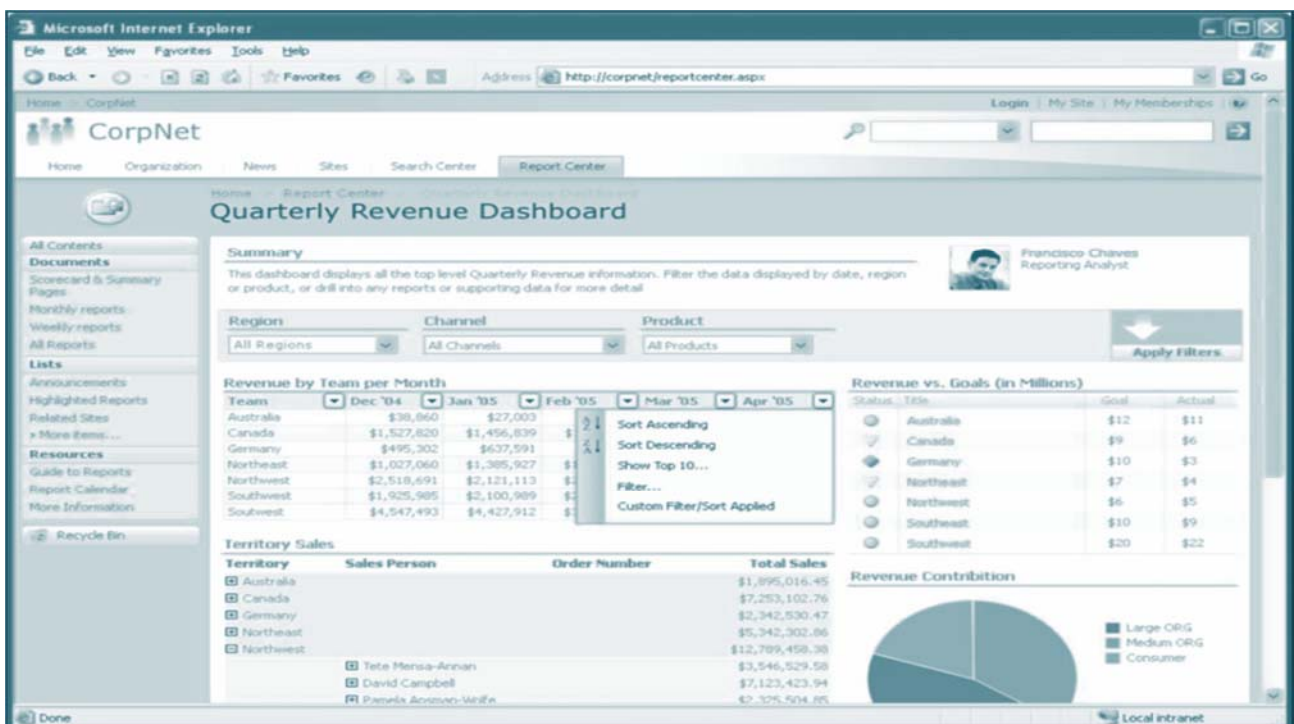 Microsoft Internet Explorer
File Edit View Favorites Tools Help
Back Favorites Address http://corpnet/reportcenter.aspx Go
Home > CorpNet Login | My Site | My Memberships
CorpNet
Home Organization News Sites Search Center Report Center
Home > Report Center > Quarterly Revenue Dashboard
Quarterly Revenue Dashboard
All Contents
Documents
Scorecard & Summary
Pages
Monthly reports
Weekly reports
All Reports
Lists
Announcements
Highlighted Reports
Related Sites
» More items...
Resources
Guide to Reports
Report Calendar
More Information
Recycle Bin
Summary
This dashboard displays all the top level Quarterly Revenue information. Filter the data displayed by date, region
or product, or drill into any reports or supporting data for more detail
Francisco Chaves
Reporting Analyst
Region Channel Product
All Regions All Channels All Products
Apply Filters
Revenue by Team per Month
Team Dec '04 Jan '05 Feb '05 Mar '05 Apr '05
Australia $38,860 $27,003
Canada $1,527,820 $1,456,839 $
Germany $495,302 $637,591
Northeast $1,027,060 $1,385,927 $1
Northwest $2,518,691 $2,121,113 $2
Southwest $1,925,985 $2,100,989 $2
Soutwest $4,547,493 $4,427,912
Sort Ascending
Sort Descending
Show Top 10...
Filter...
Custom Filter/Sort Applied
Revenue vs. Goals (in Millions)
Status Title Goal Actual
Australia $12 $11
Canada $9 $6
Germany $10 $3
Northeast $7 $4
Northwest $6 $5
Southeast $10 $9
Southwest $20 $22
Territory Sales
Territory Sales Person Order Number Total Sales
Australia $1,895,016.45
Canada $7,253,102.76
Germany $2,342,530.47
Northeast $5,342,302.86
Northwest $12,789,458.38
Tete Mensa-Annan $3,546,529.58
David Campbell $7,123,423.94
Pamela $2,325,504.85
Revenue Contribution
Large ORG
Medium ORG
Consumer
Done Local intranet